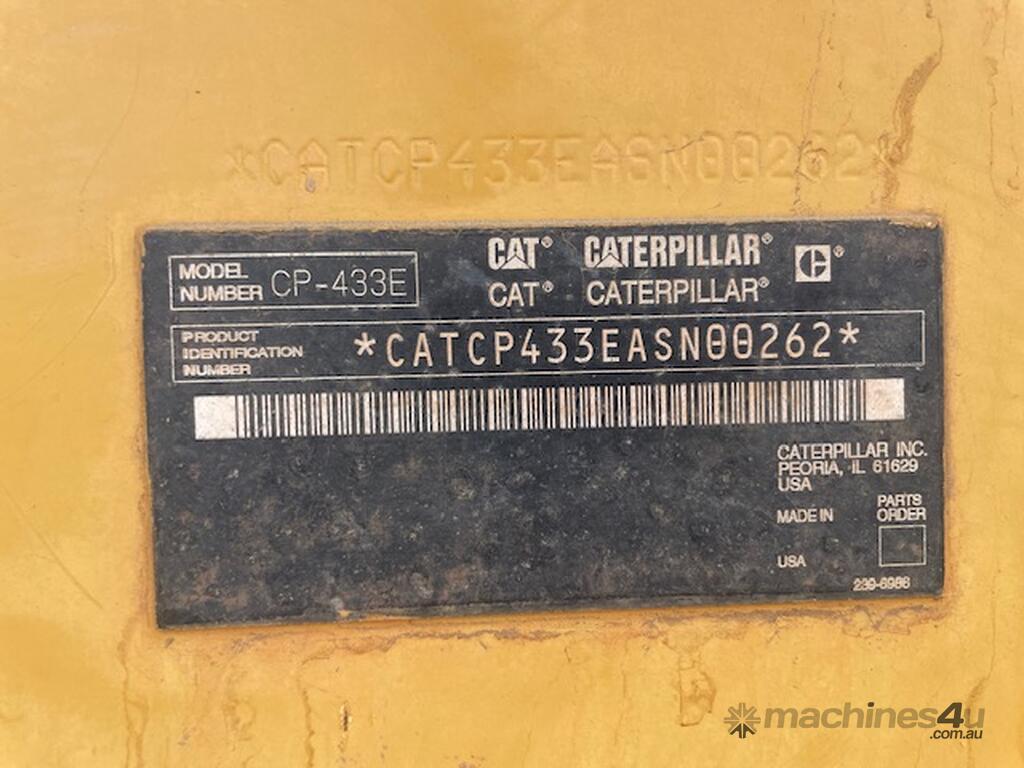 *CATCP433EASN00262*
MODEL NUMBER CP-433E
CAT® CATERPILLAR® C®
CAT® CATERPILLAR®
PRODUCT IDENTIFICATION NUMBER *CATCP433EASN00262*
CATERPILLAR INC.
PEORIA, IL 61629
USA
MADE IN
PARTS ORDER
USA
239-6986
machines4u
.com.au